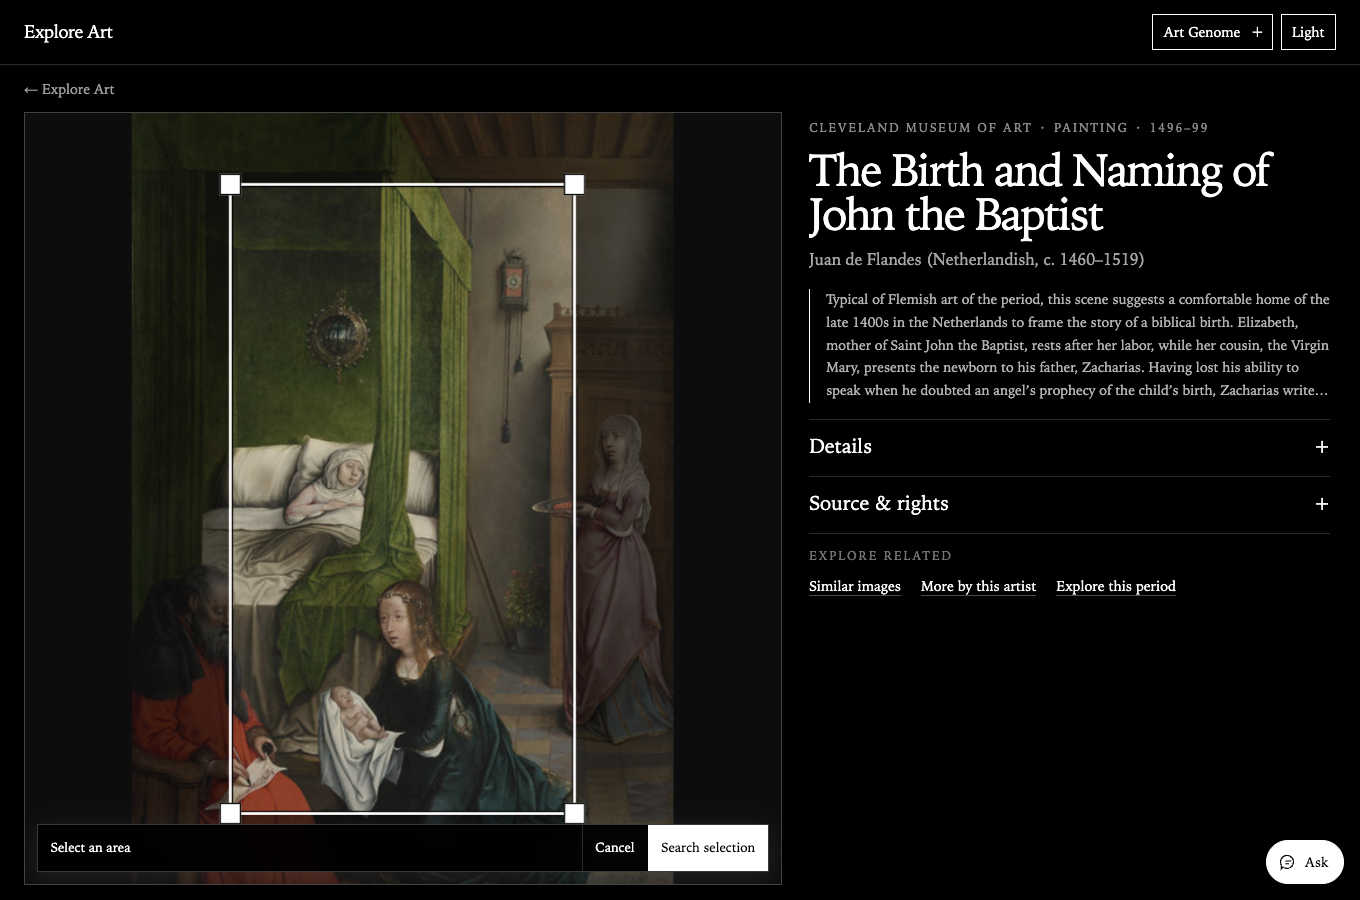 Explore Art
Art Genome +
Light
← Explore Art
CLEVELAND MUSEUM OF ART · PAINTING · 1496–99
The Birth and Naming of
John the Baptist
Juan de Flandes (Netherlandish, c. 1460–1519)
Typical of Flemish art of the period, this scene suggests a comfortable home of the
late 1400s in the Netherlands to frame the story of a biblical birth. Elizabeth,
mother of Saint John the Baptist, rests after her labor, while her cousin, the Virgin
Mary, presents the newborn to his father, Zacharias. Having lost his ability to
speak when he doubted an angel’s prophecy of the child’s birth, Zacharias write…
Details +
Source & rights +
EXPLORE RELATED
Similar images More by this artist Explore this period
Select an area
Cancel
Search selection
Ask